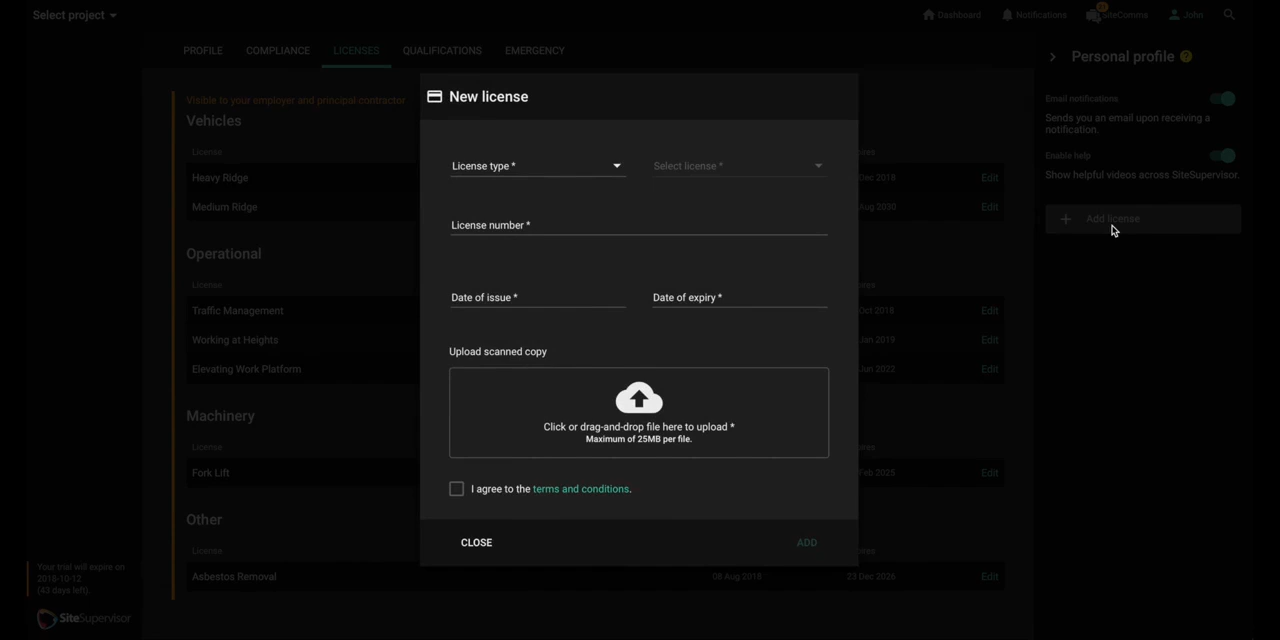 Select project
Dashboard
Notifications
SiteComms
John
PROFILE
COMPLIANCE
LICENSES
QUALIFICATIONS
EMERGENCY
Personal profile
Email notifications
Sends you an email upon receiving a
notification.
Enable help
Show helpful videos across SiteSupervisor.
Add license
Visible to your employer and principal contractor
Vehicles
License
Heavy Ridge
Dec 2018
Edit
Medium Ridge
Aug 2030
Edit
Operational
License
Traffic Management
Oct 2018
Edit
Working at Heights
Jun 2019
Edit
Elevating Work Platform
Jun 2022
Edit
Machinery
License
Fork Lift
Feb 2025
Edit
Other
License
Asbestos Removal
08 Aug 2018
23 Dec 2026
Edit
New license
License type *
Select license *
License number *
Date of issue *
Date of expiry *
Upload scanned copy
Click or drag-and-drop file here to upload *
Maximum of 25MB per file.
I agree to the terms and conditions.
CLOSE
ADD
Your trial will expire on
2018-10-12
(43 days left).
SiteSupervisor